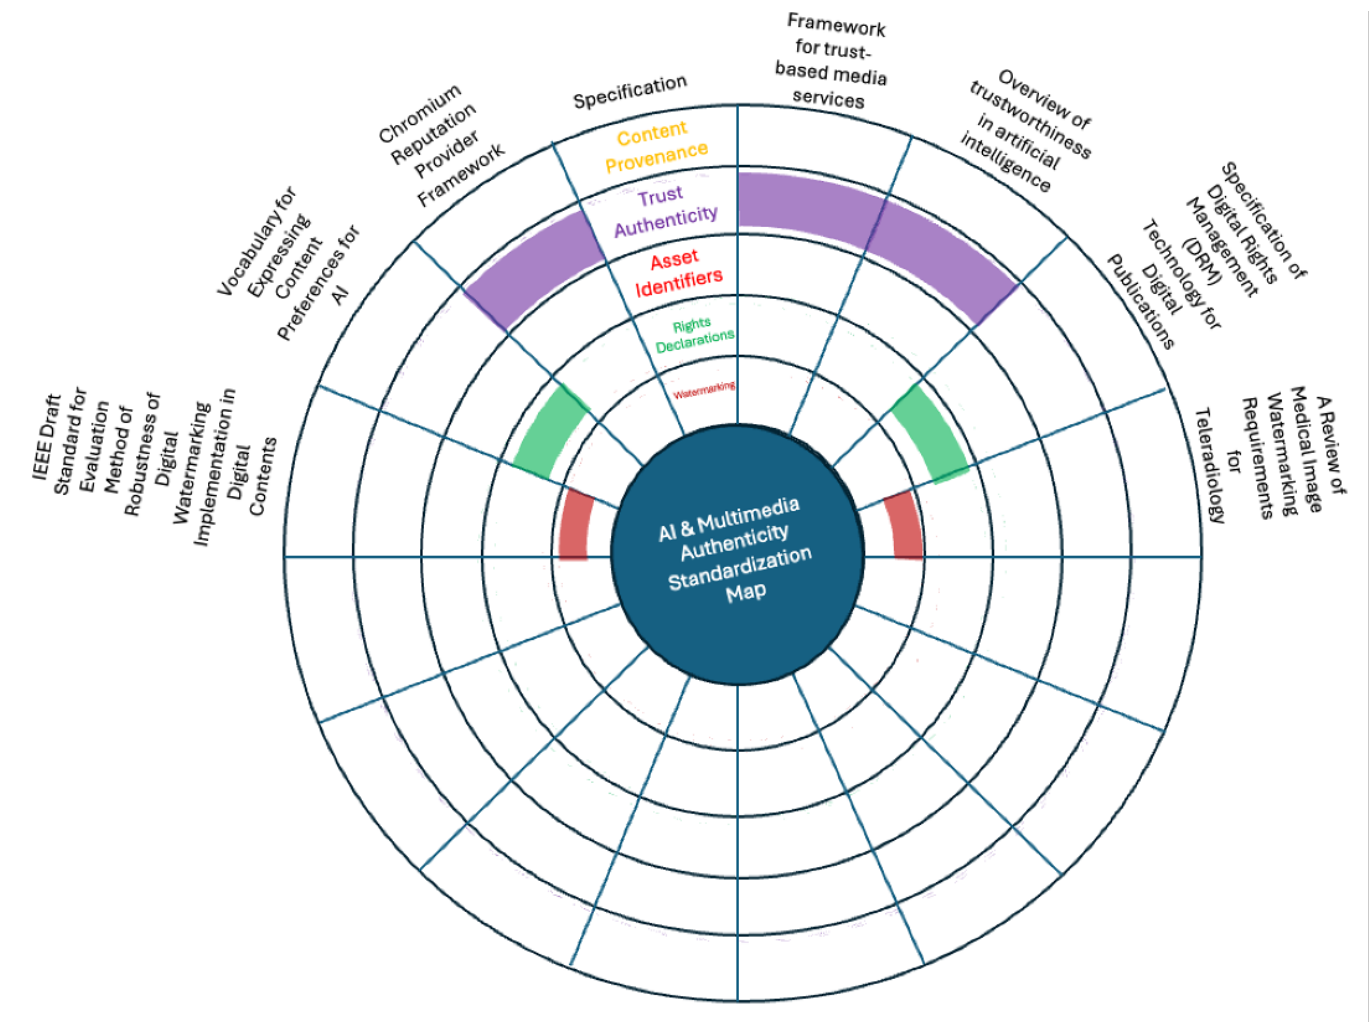 Framework
for trust-
based media
services
Overview of
trustworthiness
in artificial
intelligence
Specification of
Digital Rights
Management
(DRM)
Technology for
Digital
Publications
A Review of
Medical Image
Watermarking
Requirements
for
Teleradiology
IEEE Draft
Standard for
Evaluation
Method of
Robustness of
Digital
Watermarking
Implementation in
Digital
Contents
Vocabulary for
Expressing
Content
Preferences for
AI
Chromium
Reputation
Provider
Framework
Specification
Content
Provenance
Trust
Authenticity
Asset
Identifiers
Rights
Declarations
Watermarking
AI & Multimedia
Authenticity
Standardization
Map